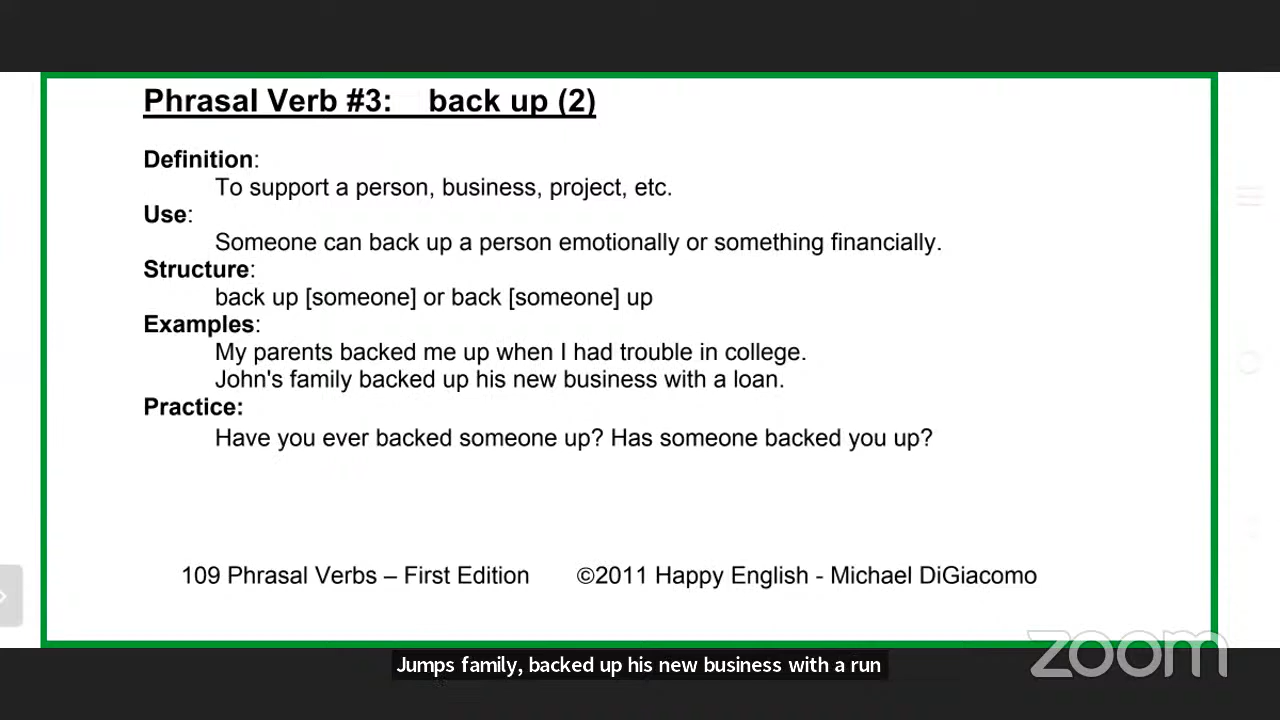 Phrasal Verb #3: back up (2)
Definition:
To support a person, business, project, etc.
Use:
Someone can back up a person emotionally or something financially.
Structure:
back up [someone] or back [someone] up
Examples:
My parents backed me up when I had trouble in college.
John's family backed up his new business with a loan.
Practice:
Have you ever backed someone up? Has someone backed you up?
109 Phrasal Verbs – First Edition ©2011 Happy English - Michael DiGiacomo
zoom
Jumps family, backed up his new business with a run